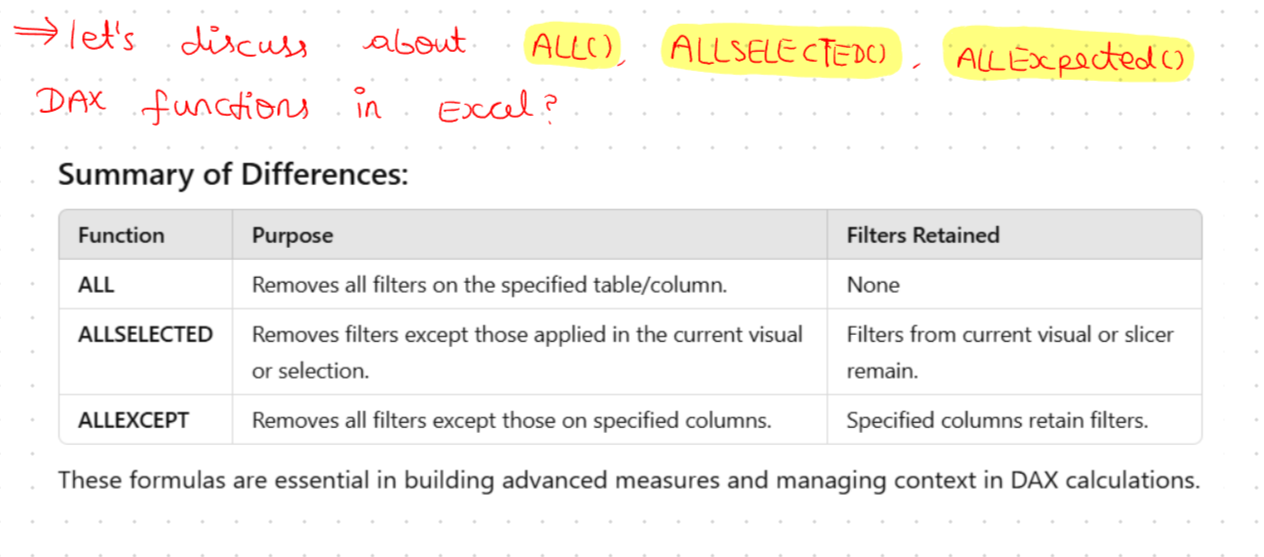 ⇒ let's discuss about ALL(), ALLSELECTED(), ALLExpected()
DAX functions in Excel?
Summary of Differences:
Function Purpose Filters Retained
ALL Removes all filters on the specified table/column. None
ALLSELECTED Removes filters except those applied in the current visual Filters from current visual or slicer
or selection. remain.
ALLEXCEPT Removes all filters except those on specified columns. Specified columns retain filters.
These formulas are essential in building advanced measures and managing context in DAX calculations.